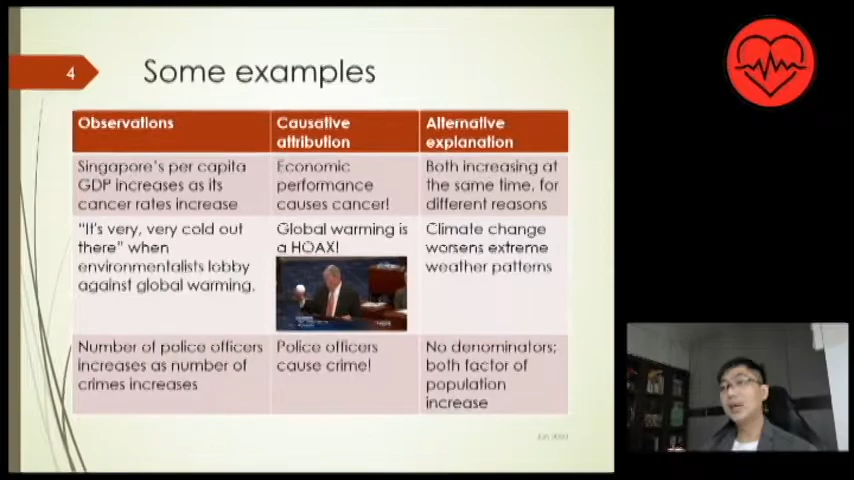 4
Some examples
Observations
Causative
attribution
Alternative
explanation
Singapore's per capita
GDP increases as its
cancer rates increase
Economic
performance
causes cancer!
Both increasing at
the same time, for
different reasons
"It's very, very cold out
there" when
environmentalists lobby
against global warming.
Global warming is
a HOAX!
Climate change
worsens extreme
weather patterns
Number of police officers
increases as number of
crimes increases
Police officers
cause crime!
No denominators;
both factor of
population
increase